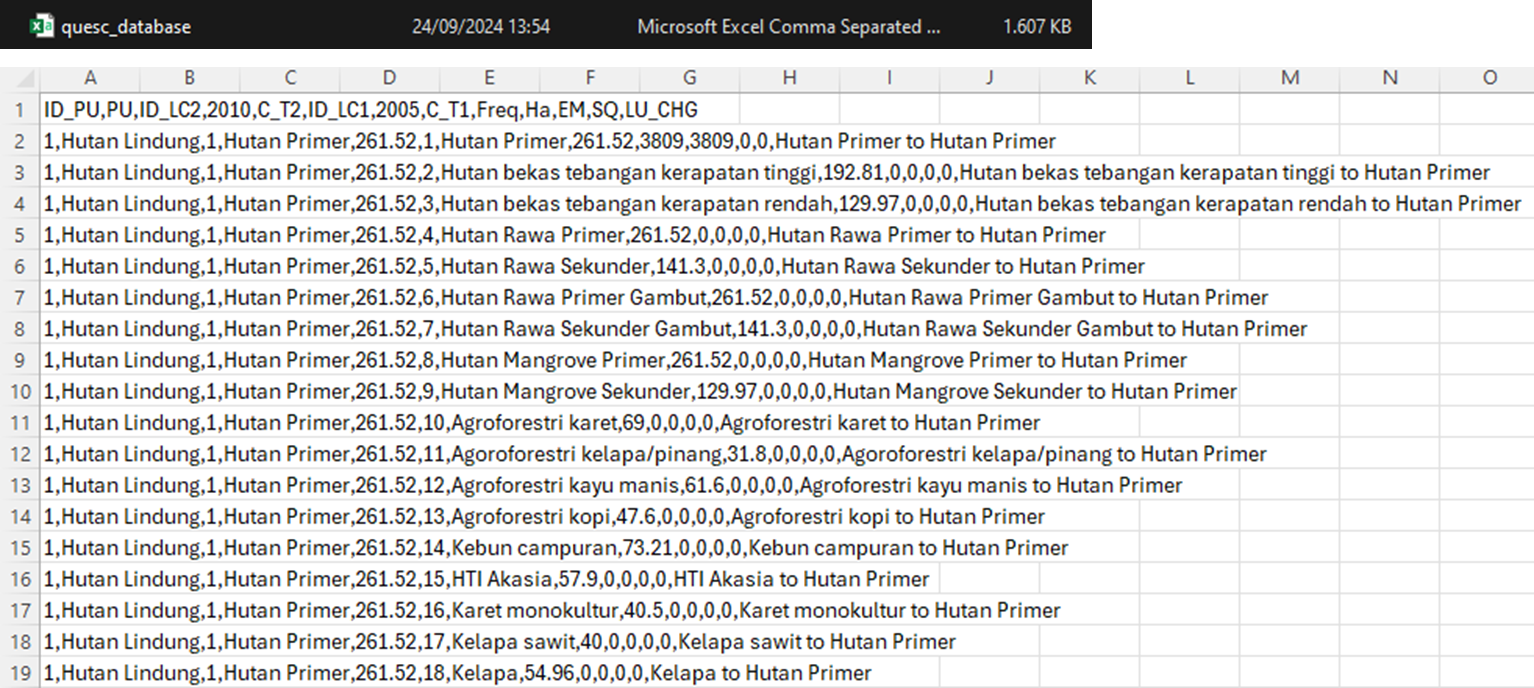 quesc_database 24/09/2024 13:54 Microsoft Excel Comma Separated ... 1.607 KB
A B C D E F G H I J K L M N O
1 ID_PU,PU,ID_LC2,2010,C_T2,ID_LC1,2005,C_T1,Freq,Ha,EM,SQ,LU_CHG
2 1,Hutan Lindung,1,Hutan Primer,261.52,1,Hutan Primer,261.52,3809,3809,0,0,Hutan Primer to Hutan Primer
3 1,Hutan Lindung,1,Hutan Primer,261.52,2,Hutan bekas tebangan kerapatan tinggi,192.81,0,0,0,0,Hutan bekas tebangan kerapatan tinggi to Hutan Primer
4 1,Hutan Lindung,1,Hutan Primer,261.52,3,Hutan bekas tebangan kerapatan rendah,129.97,0,0,0,0,Hutan bekas tebangan kerapatan rendah to Hutan Primer
5 1,Hutan Lindung,1,Hutan Primer,261.52,4,Hutan Rawa Primer,261.52,0,0,0,0,Hutan Rawa Primer to Hutan Primer
6 1,Hutan Lindung,1,Hutan Primer,261.52,5,Hutan Rawa Sekunder,141.3,0,0,0,0,Hutan Rawa Sekunder to Hutan Primer
7 1,Hutan Lindung,1,Hutan Primer,261.52,6,Hutan Rawa Primer Gambut,261.52,0,0,0,0,Hutan Rawa Primer Gambut to Hutan Primer
8 1,Hutan Lindung,1,Hutan Primer,261.52,7,Hutan Rawa Sekunder Gambut,141.3,0,0,0,0,Hutan Rawa Sekunder Gambut to Hutan Primer
9 1,Hutan Lindung,1,Hutan Primer,261.52,8,Hutan Mangrove Primer,261.52,0,0,0,0,Hutan Mangrove Primer to Hutan Primer
10 1,Hutan Lindung,1,Hutan Primer,261.52,9,Hutan Mangrove Sekunder,129.97,0,0,0,0,Hutan Mangrove Sekunder to Hutan Primer
11 1,Hutan Lindung,1,Hutan Primer,261.52,10,Agroforestri karet,69,0,0,0,0,Agroforestri karet to Hutan Primer
12 1,Hutan Lindung,1,Hutan Primer,261.52,11,Agoroforestri kelapa/pinang,31.8,0,0,0,0,Agoroforestri kelapa/pinang to Hutan Primer
13 1,Hutan Lindung,1,Hutan Primer,261.52,12,Agroforestri kayu manis,61.6,0,0,0,0,Agroforestri kayu manis to Hutan Primer
14 1,Hutan Lindung,1,Hutan Primer,261.52,13,Agroforestri kopi,47.6,0,0,0,0,Agroforestri kopi to Hutan Primer
15 1,Hutan Lindung,1,Hutan Primer,261.52,14,Kebun campuran,73.21,0,0,0,0,Kebun campuran to Hutan Primer
16 1,Hutan Lindung,1,Hutan Primer,261.52,15,HTI Akasia,57.9,0,0,0,0,HTI Akasia to Hutan Primer
17 1,Hutan Lindung,1,Hutan Primer,261.52,16,Karet monokultur,40.5,0,0,0,0,Karet monokultur to Hutan Primer
18 1,Hutan Lindung,1,Hutan Primer,261.52,17,Kelapa sawit,40,0,0,0,0,Kelapa sawit to Hutan Primer
19 1,Hutan Lindung,1,Hutan Primer,261.52,18,Kelapa,54.96,0,0,0,0,Kelapa to Hutan Primer